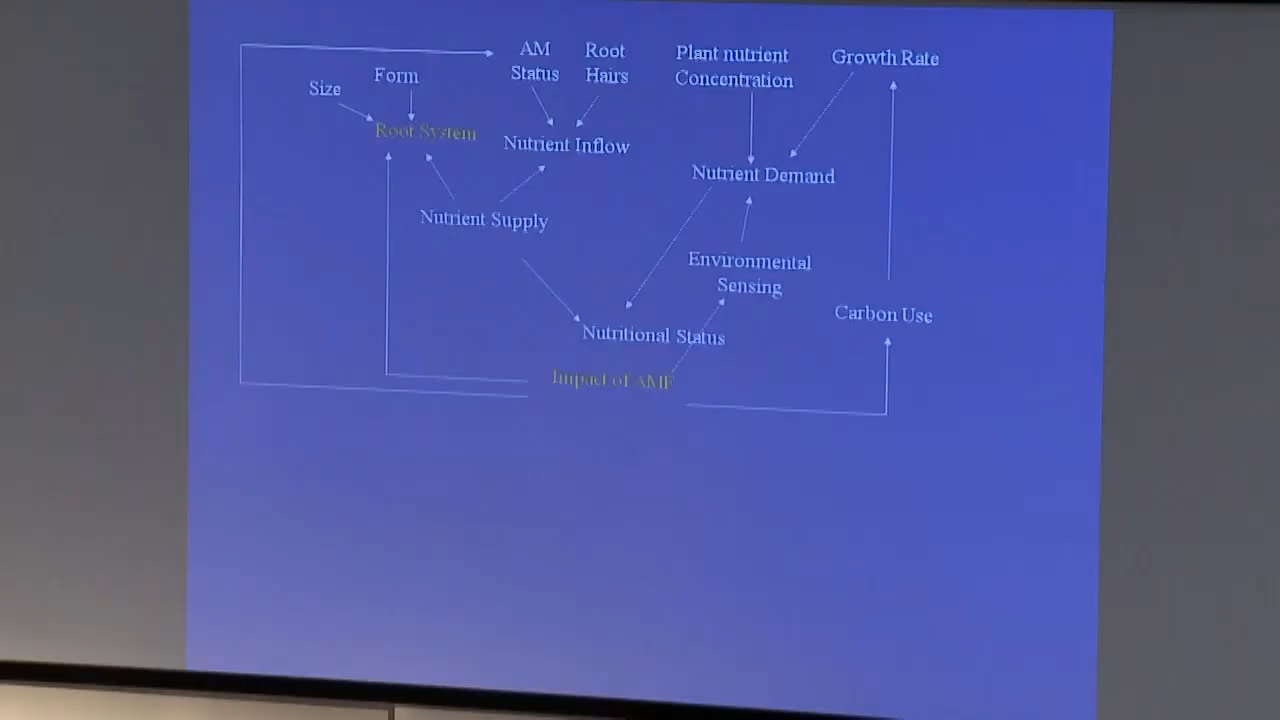 AM
Status
Root
Hairs
Plant nutrient
Concentration
Growth Rate
Form
Size
Root System
Nutrient Inflow
Nutrient Demand
Nutrient Supply
Environmental
Sensing
Carbon Use
Nutritional Status
Impact of AMF